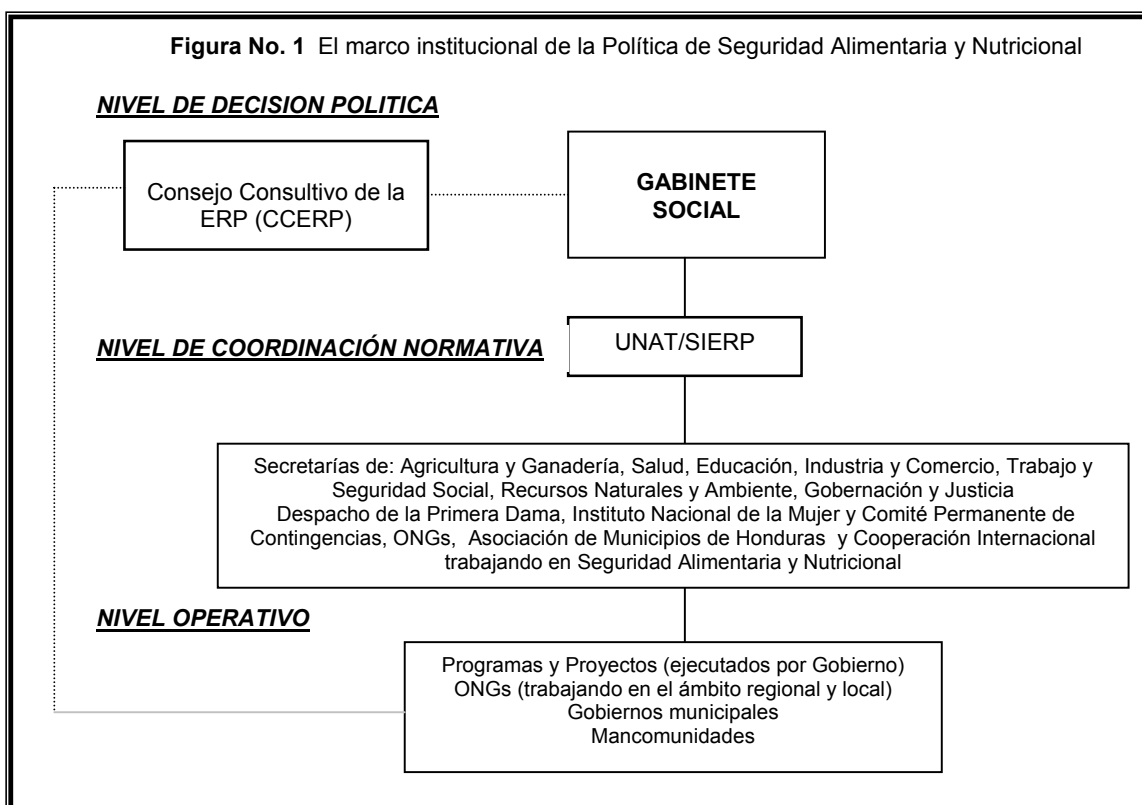 Figura No. 1 El marco institucional de la Política de Seguridad Alimentaria y Nutricional
NIVEL DE DECISION POLITICA
Consejo Consultivo de la
ERP (CCERP)
GABINETE
SOCIAL
NIVEL DE COORDINACIÓN NORMATIVA
UNAT/SIERP
Secretarías de: Agricultura y Ganadería, Salud, Educación, Industria y Comercio, Trabajo y
Seguridad Social, Recursos Naturales y Ambiente, Gobernación y Justicia
Despacho de la Primera Dama, Instituto Nacional de la Mujer y Comité Permanente de
Contingencias, ONGs, Asociación de Municipios de Honduras y Cooperación Internacional
trabajando en Seguridad Alimentaria y Nutricional
NIVEL OPERATIVO
Programas y Proyectos (ejecutados por Gobierno)
ONGs (trabajando en el ámbito regional y local)
Gobiernos municipales
Mancomunidades